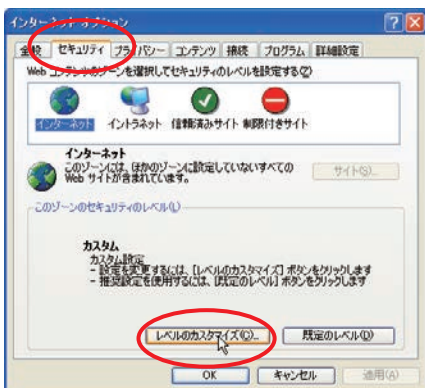 インターネット オプション
全般 セキュリティ プライバシー コンテンツ 接続 プログラム 詳細設定
Web コンテンツのゾーンを選択してセキュリティのレベルを設定する(Z)
インターネット イントラネット 信頼済みサイト 制限付きサイト
インターネット
このゾーンには、ほかのゾーンに設定していないすべての
Web サイトが含まれています。
サイト(S)...
このゾーンのセキュリティのレベル(L)
カスタム
カスタム設定
- 設定を変更するには、[レベルのカスタマイズ] ボタンをクリックします
- 推奨設定を使用するには、[既定のレベル] ボタンをクリックします
レベルのカスタマイズ(C)... 既定のレベル(D)
OK キャンセル 適用(A)